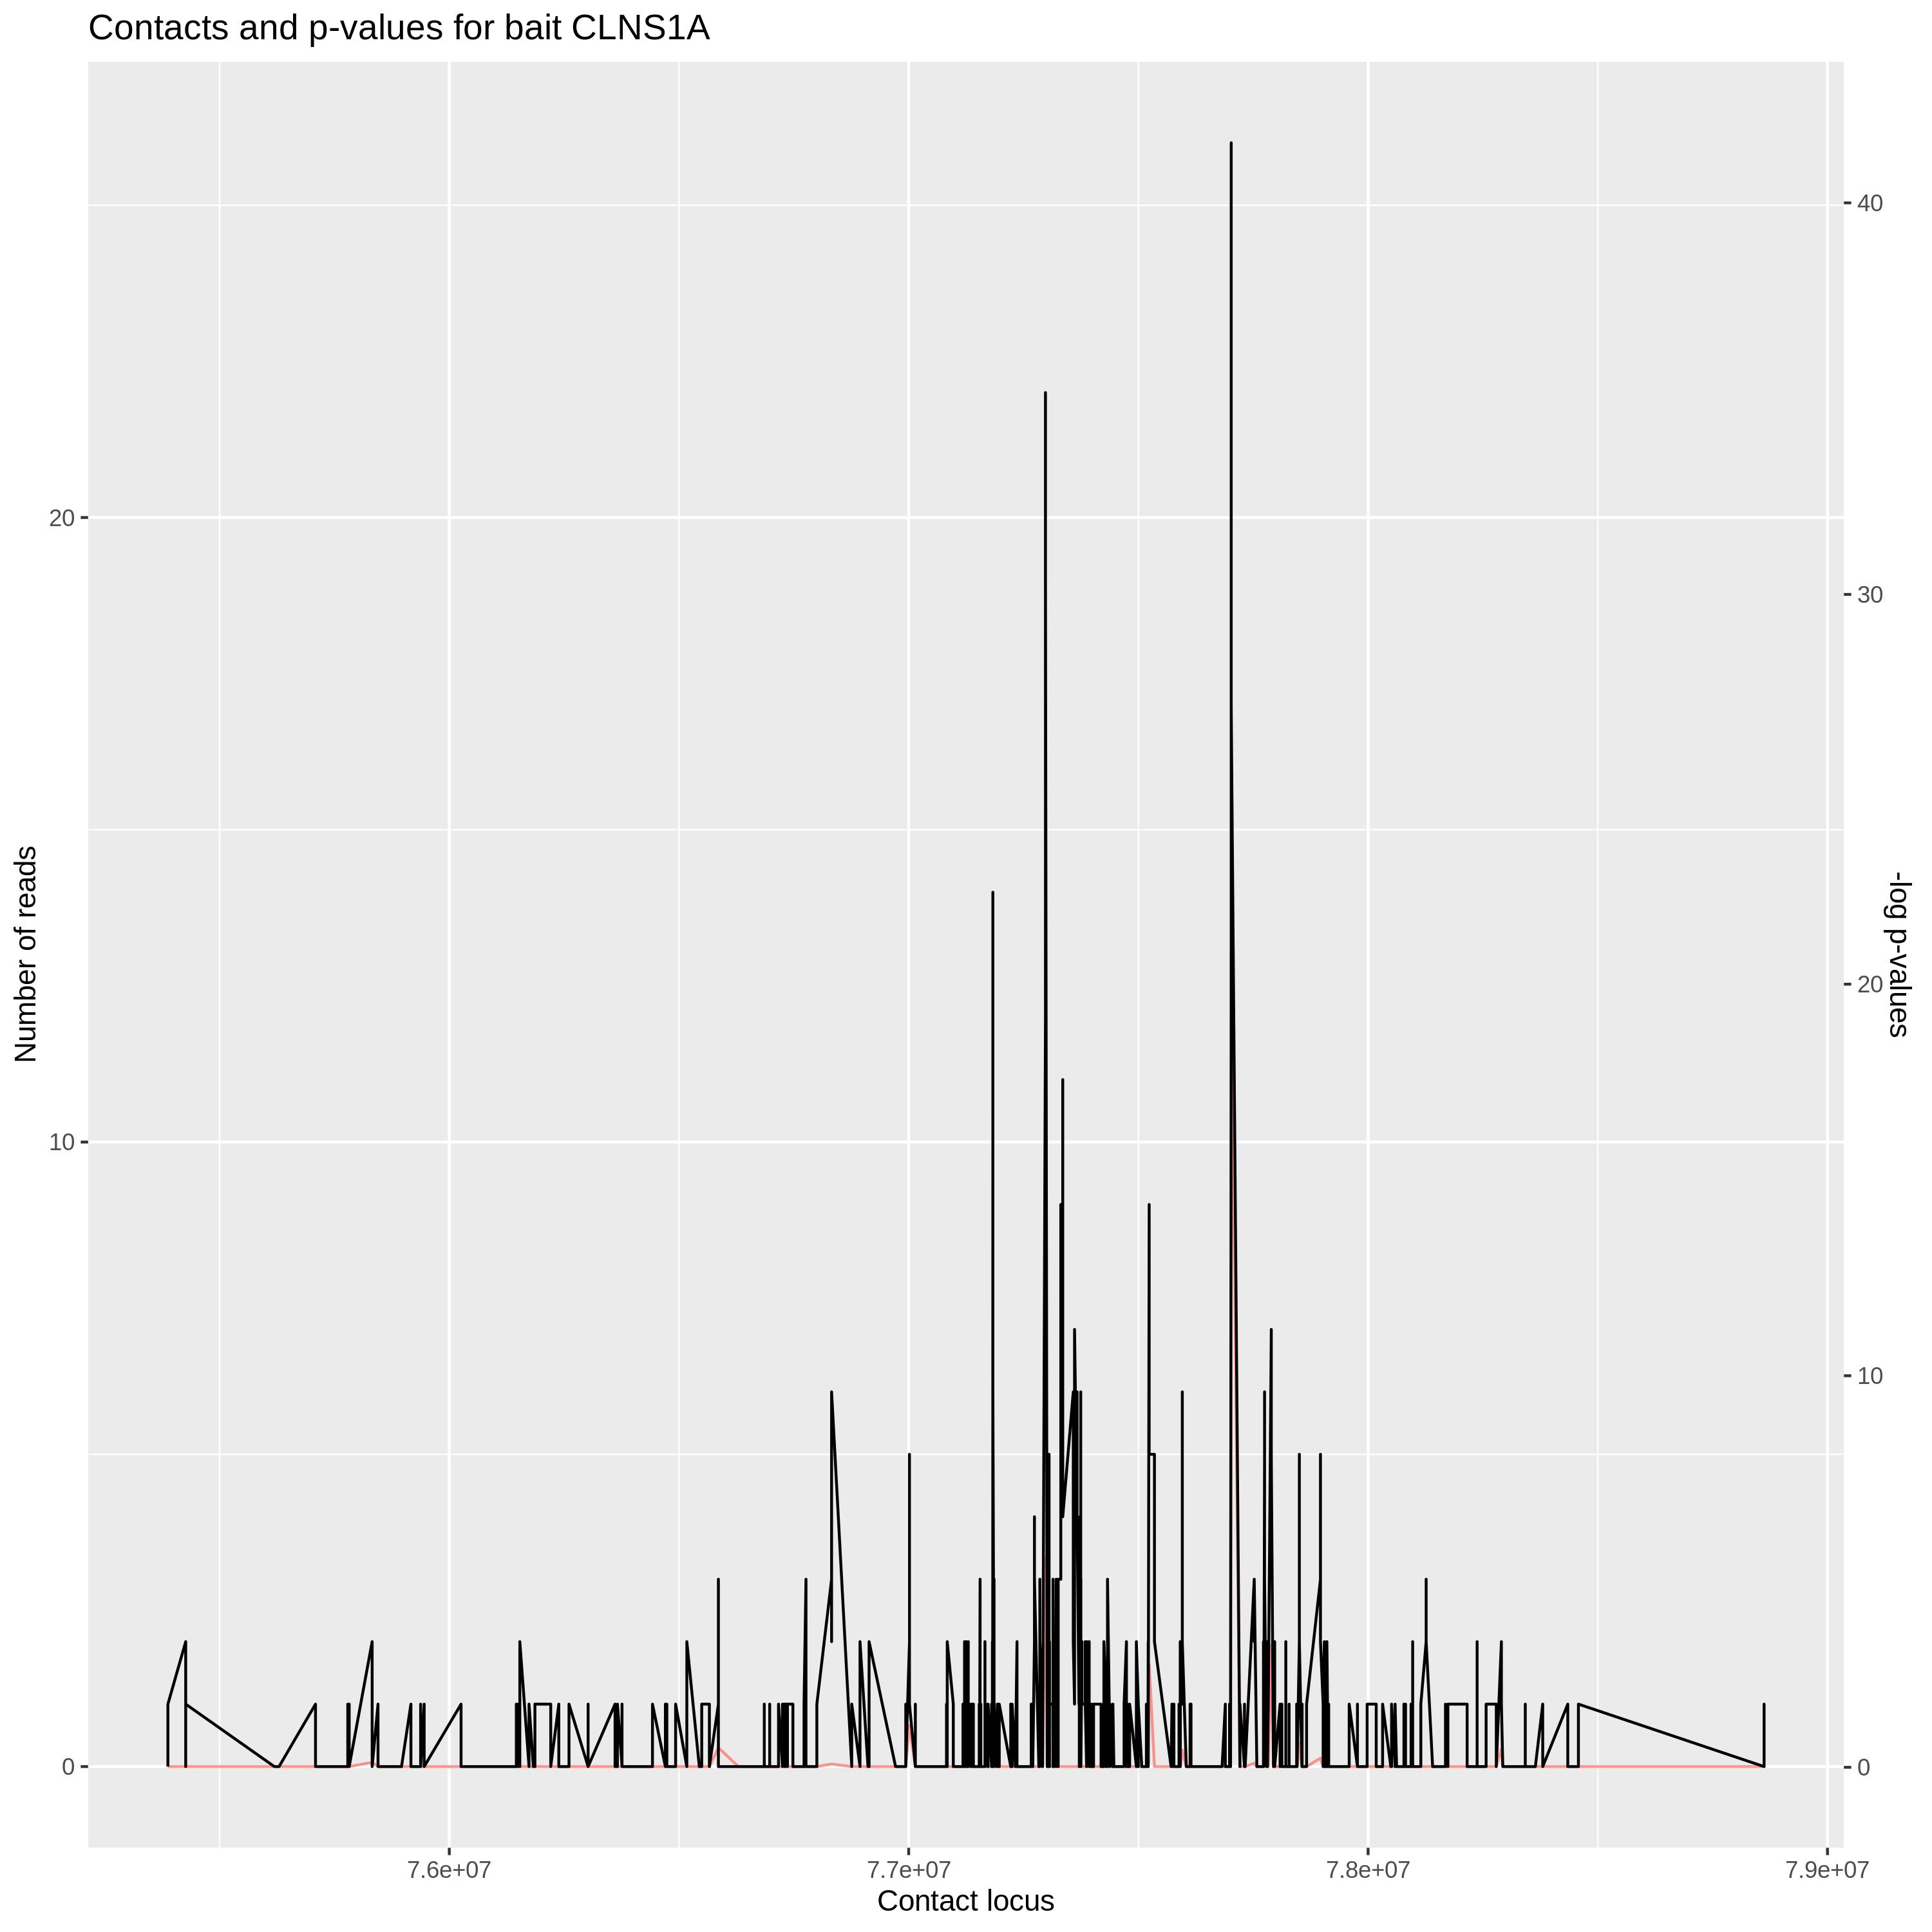 Contacts and p-values for bait CLNS1A
Number of reads
20
10
0
40
30
20
10
0
-log p-values
7.6e+07 7.7e+07 7.8e+07 7.9e+07
Contact locus